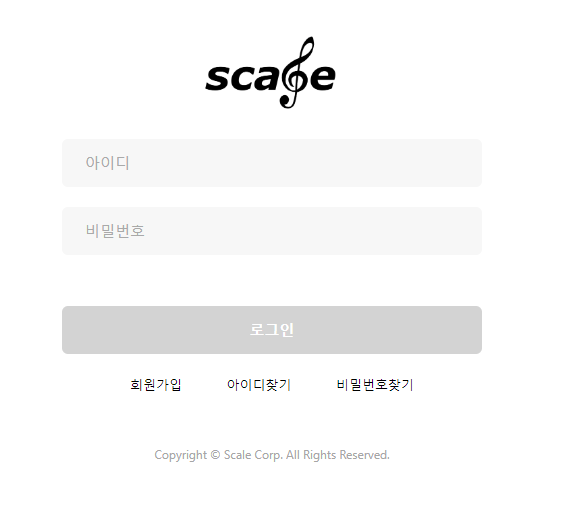 scale
아이디
비밀번호
로그인
회원가입 아이디찾기 비밀번호찾기
Copyright © Scale Corp. All Rights Reserved.